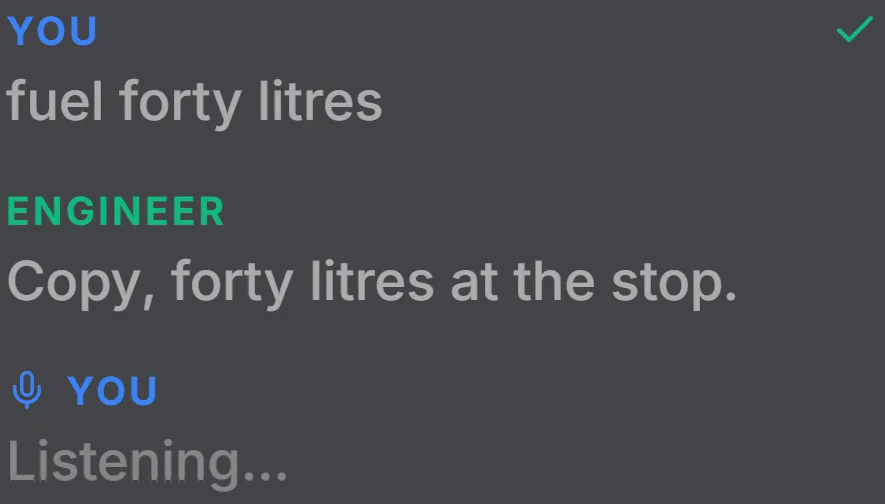 YOU
fuel forty litres
ENGINEER
Copy, forty litres at the stop.
YOU
Listening...